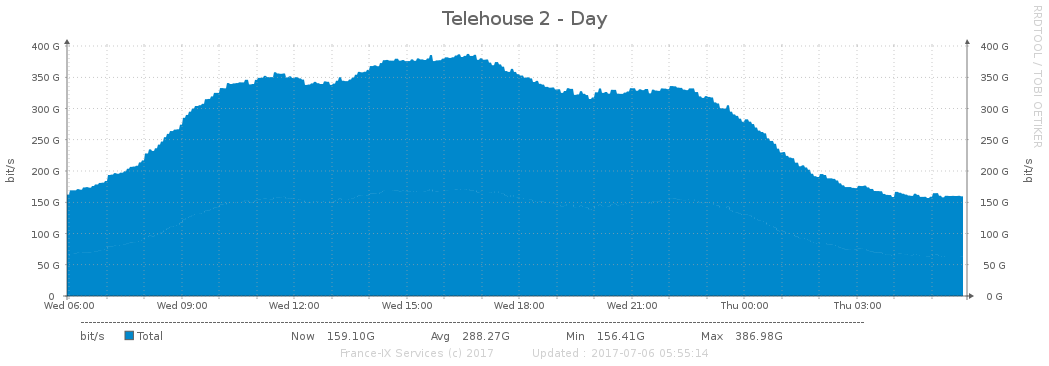 Telehouse 2 - Day
RRDTOOL / TOBI OETIKER
400 G 400 G
350 G 350 G
300 G 300 G
250 G 250 G
200 G 200 G
150 G 150 G
100 G 100 G
50 G 50 G
0 0 G
bit/s bit/s
Wed 06:00 Wed 09:00 Wed 12:00 Wed 15:00 Wed 18:00 Wed 21:00 Thu 00:00 Thu 03:00
bit/s Total Now 159.10G Avg 288.27G Min 156.41G Max 386.98G
France-IX Services (c) 2017 Updated : 2017-07-06 05:55:14